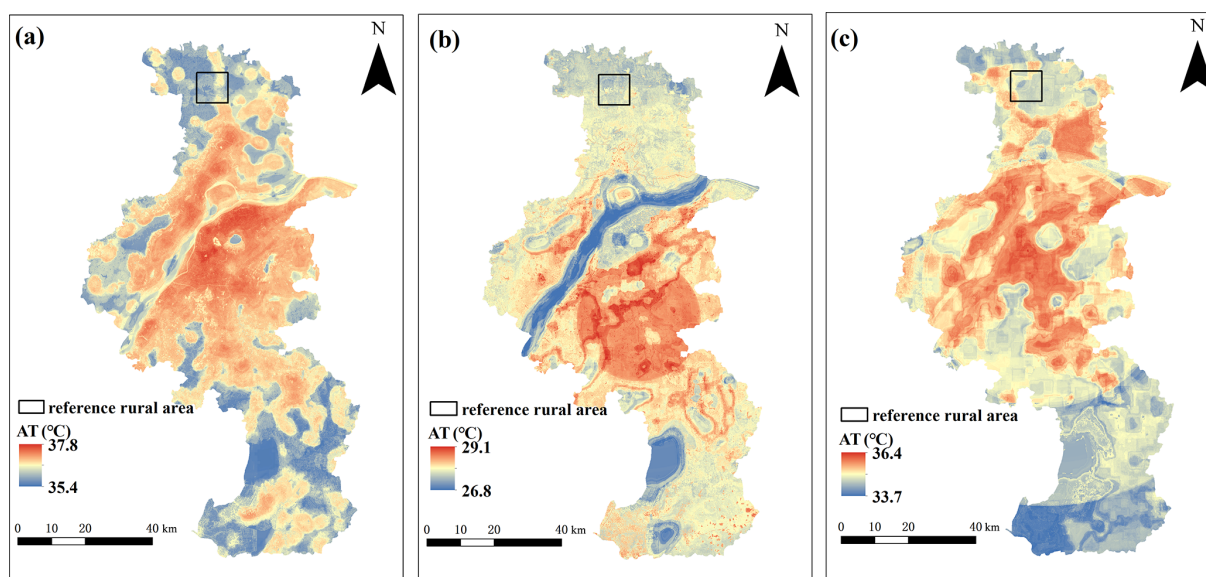 (a)
N
reference rural area
AT (℃)
37.8
35.4
0 10 20 40 km
(b)
N
reference rural area
AT (℃)
29.1
26.8
0 10 20 40 km
(c)
N
reference rural area
AT (℃)
36.4
33.7
0 10 20 40 km